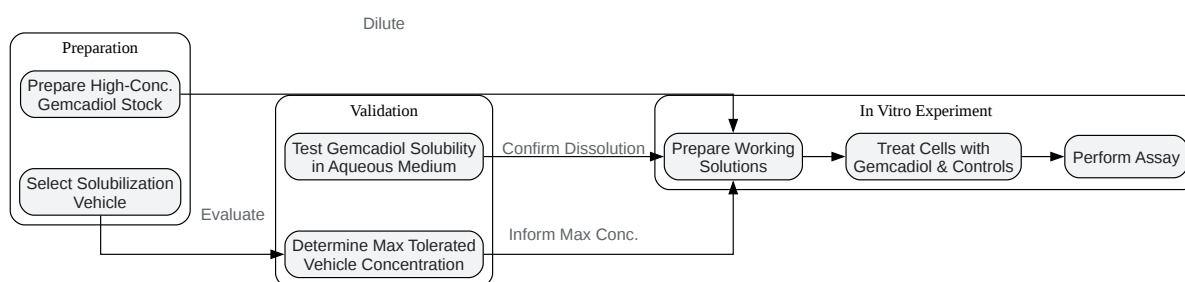 Dilute
Preparation
Prepare High-Conc.
Gemcadiol Stock
Select Solubilization
Vehicle
Evaluate
Validation
Test Gemcadiol Solubility
in Aqueous Medium
Determine Max Tolerated
Vehicle Concentration
Confirm Dissolution
Inform Max Conc.
In Vitro Experiment
Prepare Working
Solutions
Treat Cells with
Gemcadiol & Controls
Perform Assay